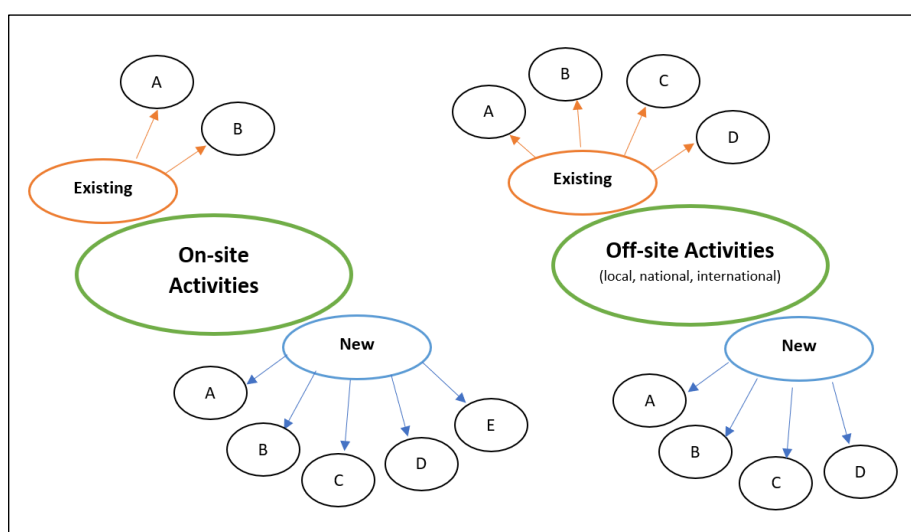 A
B
Existing
On-site
Activities
New
A
B
C
D
E
A
B
C
D
Existing
Off-site Activities
(local, national, international)
New
A
B
C
D